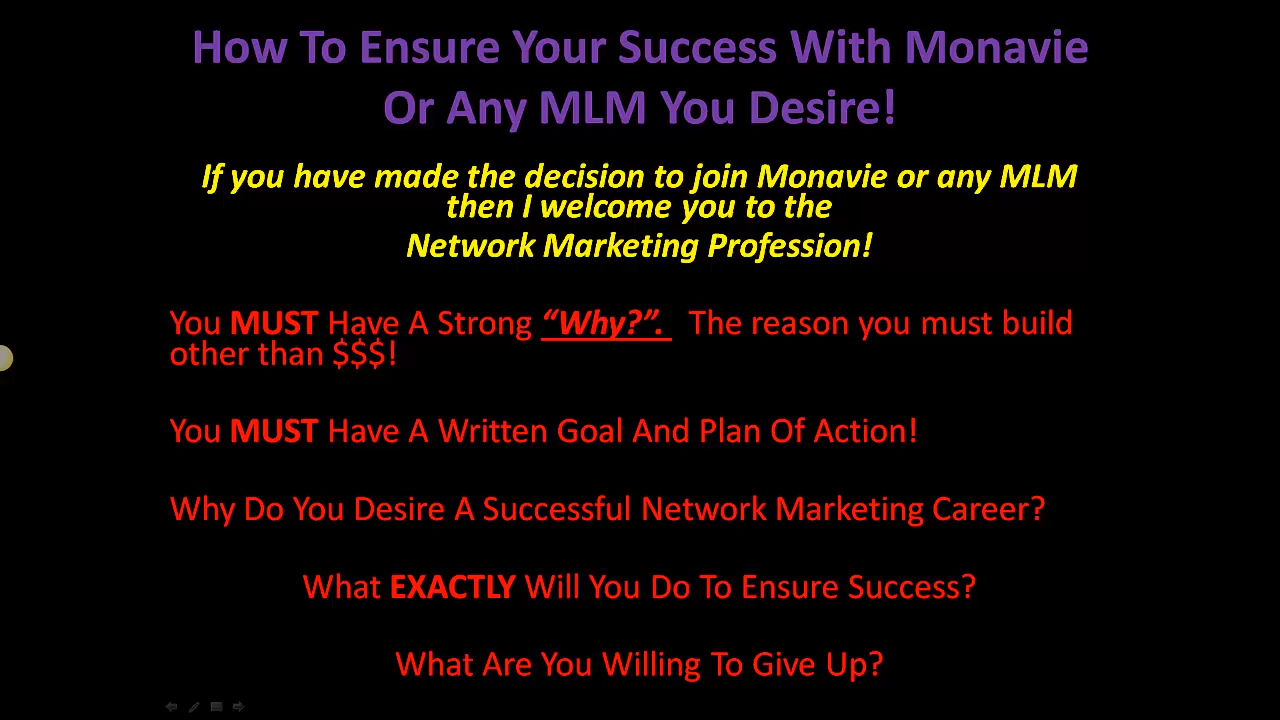 How To Ensure Your Success With Monavie
Or Any MLM You Desire!
If you have made the decision to join Monavie or any MLM
then I welcome you to the
Network Marketing Profession!
You MUST Have A Strong “Why?”. The reason you must build
other than $$$!
You MUST Have A Written Goal And Plan Of Action!
Why Do You Desire A Successful Network Marketing Career?
What EXACTLY Will You Do To Ensure Success?
What Are You Willing To Give Up?